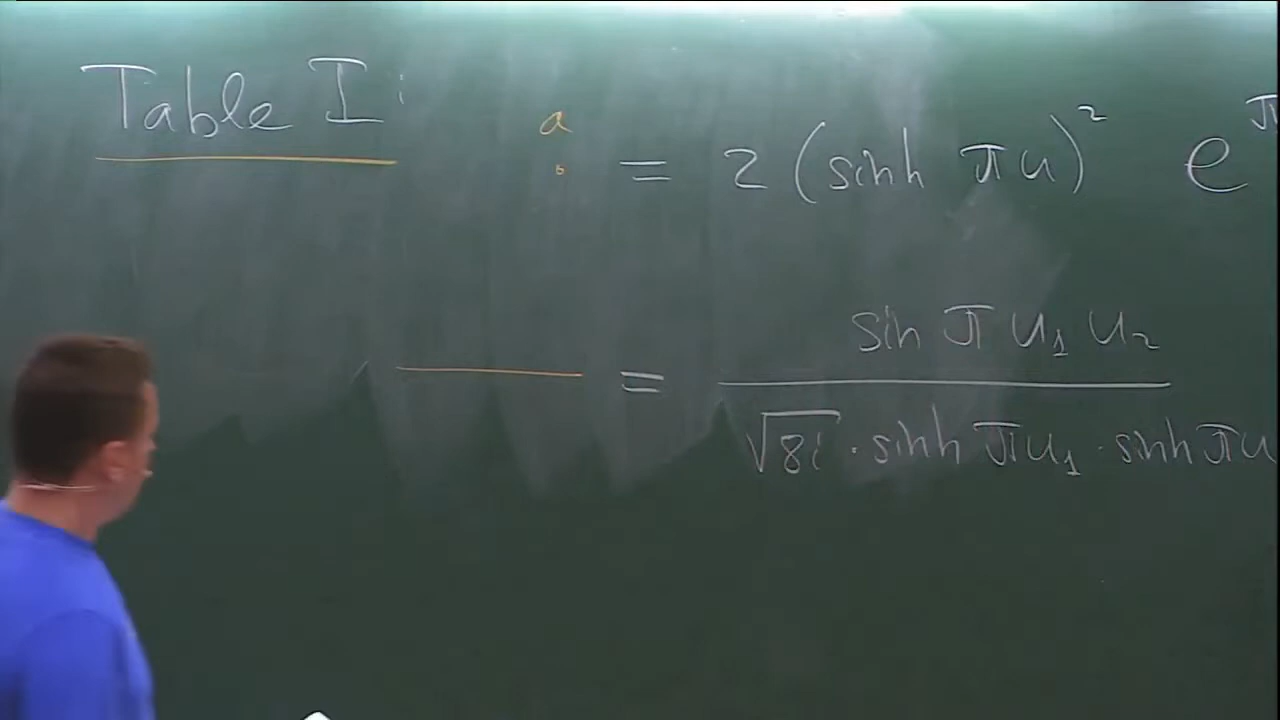 Table I:
a
∘ = 2 (sinh πu)² e^π
— = sin π u₁ u₂
√8i · sinh πu₁ · sinh πu